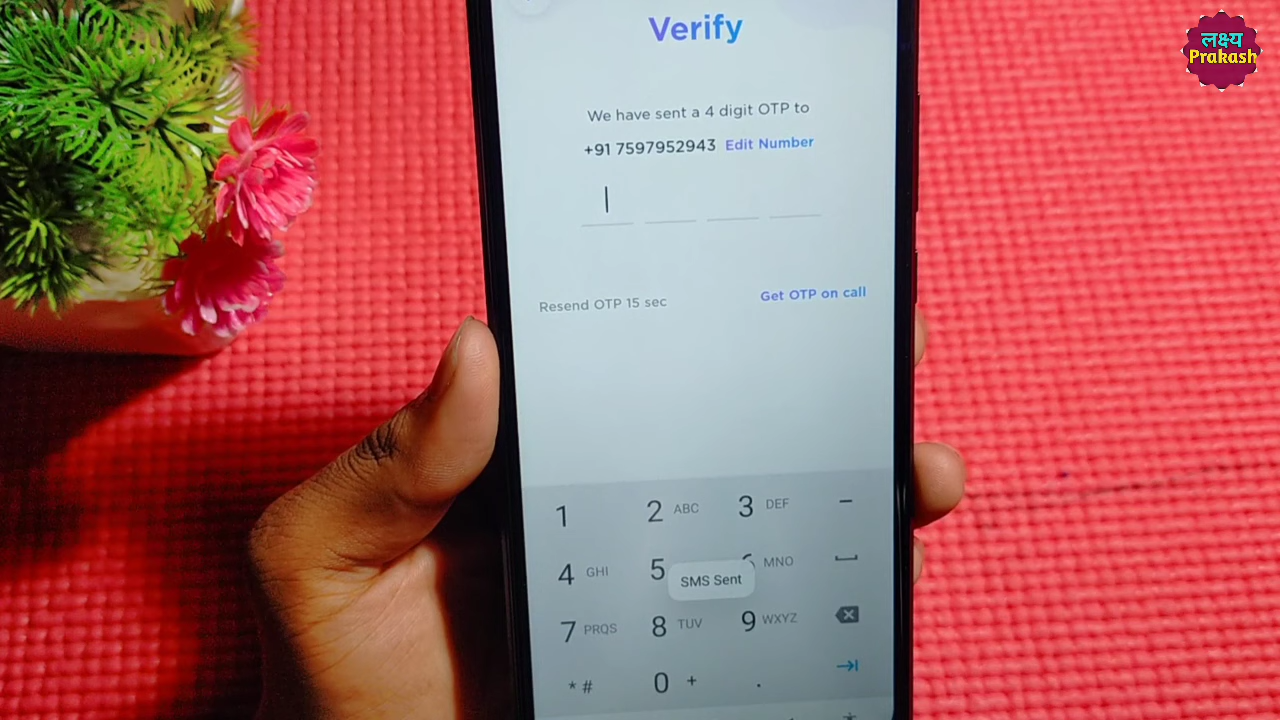 लक्ष्य
Prakash
Verify
We have sent a 4 digit OTP to
+91 7597952943 Edit Number
Resend OTP 15 sec
Get OTP on call
1
2 ABC
3 DEF
-
4 GHI
5
MNO
SMS Sent
7 PRQS
8 TUV
9 WXYZ
* #
0 +
.